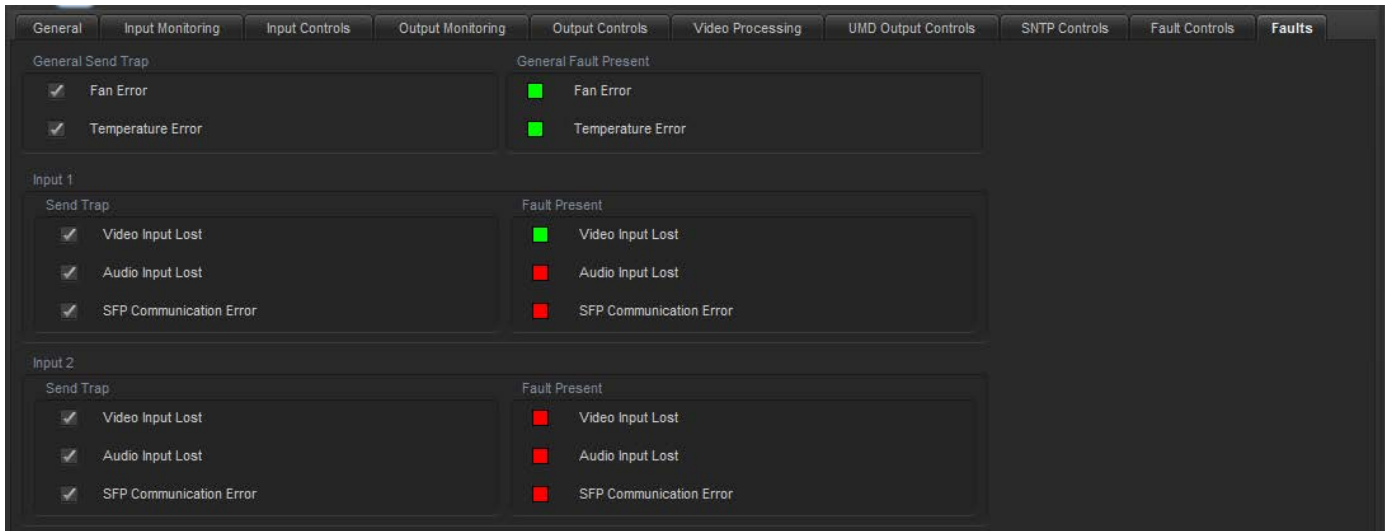 General Input Monitoring Input Controls Output Monitoring Output Controls Video Processing UMD Output Controls SNTP Controls Fault Controls Faults
General Send Trap General Fault Present
Fan Error Fan Error
Temperature Error Temperature Error
Input 1
Send Trap Fault Present
Video Input Lost Video Input Lost
Audio Input Lost Audio Input Lost
SFP Communication Error SFP Communication Error
Input 2
Send Trap Fault Present
Video Input Lost Video Input Lost
Audio Input Lost Audio Input Lost
SFP Communication Error SFP Communication Error